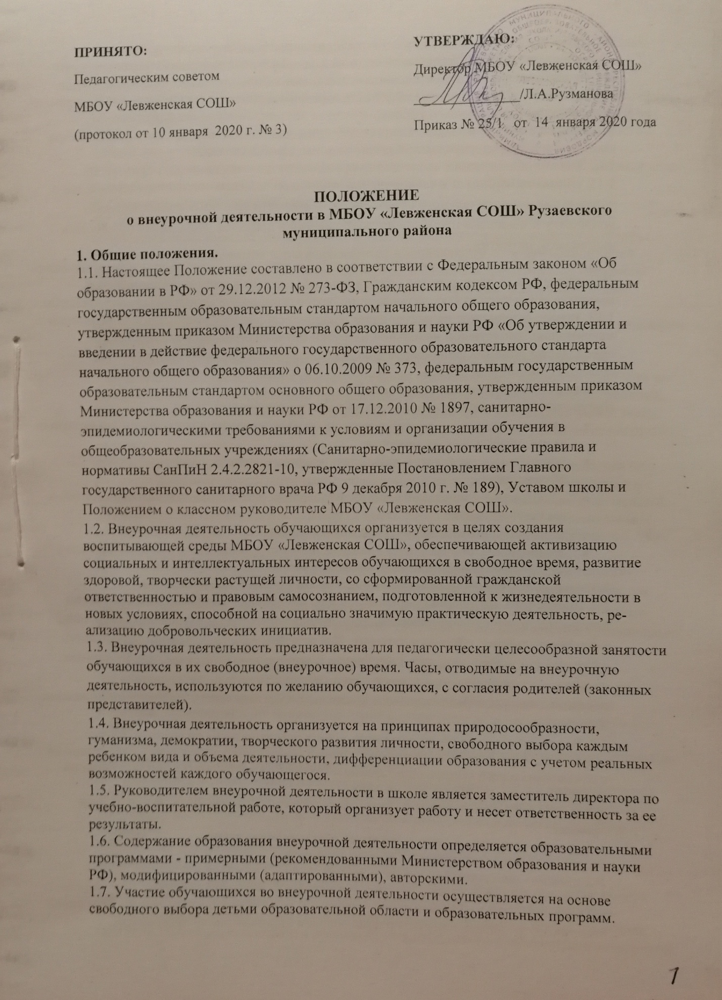 ПРИНЯТО:
Педагогическим советом
МБОУ «Левженская СОШ»
(протокол от 10 января 2020 г. № 3)
УТВЕРЖДАЮ:
Директор МБОУ «Левженская СОШ»
/Л.А.Рузманова
Приказ № 25/1 от 14 января 2020 года
ПОЛОЖЕНИЕ
о внеурочной деятельности в МБОУ «Левженская СОШ» Рузаевского
муниципального района
1. Общие положения.
1.1. Настоящее Положение составлено в соответствии с Федеральным законом «Об
образовании в РФ» от 29.12.2012 № 273-ФЗ, Гражданским кодексом РФ, федеральным
государственным образовательным стандартом начального общего образования,
утвержденным приказом Министерства образования и науки РФ «Об утверждении и
введении в действие федерального государственного образовательного стандарта
начального общего образования» о 06.10.2009 № 373, федеральным государственным
образовательным стандартом основного общего образования, утвержденным приказом
Министерства образования и науки РФ от 17.12.2010 № 1897, санитарно-
эпидемиологическими требованиями к условиям и организации обучения в
общеобразовательных учреждениях (Санитарно-эпидемиологические правила и
нормативы СанПиН 2.4.2.2821-10, утвержденные Постановлением Главного
государственного санитарного врача РФ 9 декабря 2010 г. № 189), Уставом школы и
Положением о классном руководителе МБОУ «Левженская СОШ».
1.2. Внеурочная деятельность обучающихся организуется в целях создания
воспитывающей среды МБОУ «Левженская СОШ», обеспечивающей активизацию
социальных и интеллектуальных интересов обучающихся в свободное время, развитие
здоровой, творчески растущей личности, со сформированной гражданской
ответственностью и правовым самосознанием, подготовленной к жизнедеятельности в
новых условиях, способной на социально значимую практическую деятельность, ре-
ализацию добровольческих инициатив.
1.3. Внеурочная деятельность предназначена для педагогически целесообразной занятости
обучающихся в их свободное (внеурочное) время. Часы, отводимые на внеурочную
деятельность, используются по желанию обучающихся, с согласия родителей (законных
представителей).
1.4. Внеурочная деятельность организуется на принципах природосообразности,
гуманизма, демократии, творческого развития личности, свободного выбора каждым
ребенком вида и объема деятельности, дифференциации образования с учетом реальных
возможностей каждого обучающегося.
1.5. Руководителем внеурочной деятельности в школе является заместитель директора по
учебно-воспитательной работе, который организует работу и несет ответственность за ее
результаты.
1.6. Содержание образования внеурочной деятельности определяется образовательными
программами - примерными (рекомендованными Министерством образования и науки
РФ), модифицированными (адаптированными), авторскими.
1.7. Участие обучающихся во внеурочной деятельности осуществляется на основе
свободного выбора детьми образовательной области и образовательных программ.
1